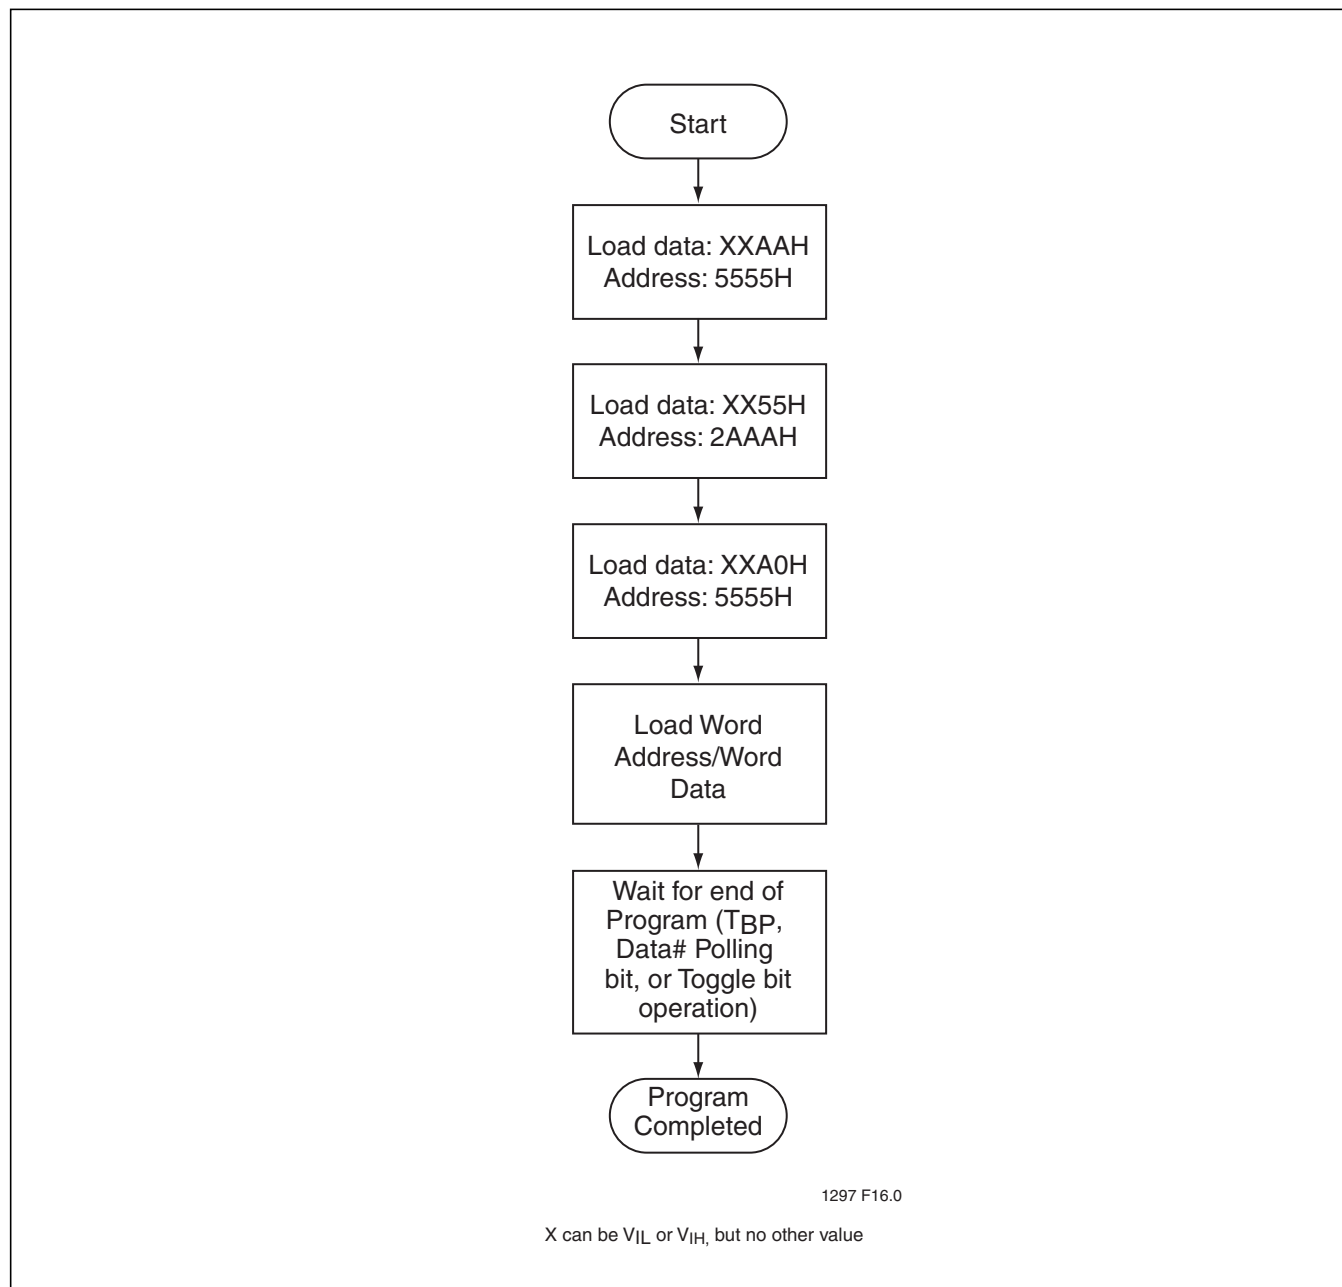 Start
Load data: XXAAH
Address: 5555H
Load data: XX55H
Address: 2AAAH
Load data: XXA0H
Address: 5555H
Load Word
Address/Word
Data
Wait for end of
Program (TBP,
Data# Polling
bit, or Toggle bit
operation)
Program
Completed
1297 F16.0
X can be VIL or VIH, but no other value